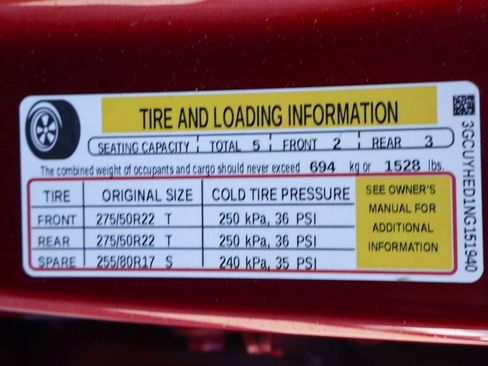 TIRE AND LOADING INFORMATION
SEATING CAPACITY TOTAL 5 FRONT 2 REAR 3
The combined weight of occupants and cargo should never exceed 694 kg or 1528 lbs.
TIRE ORIGINAL SIZE COLD TIRE PRESSURE
FRONT 275/50R22 T 250 kPa, 36 PSI
REAR 275/50R22 T 250 kPa, 36 PSI
SPARE 255/80R17 S 240 kPa, 35 PSI
SEE OWNER'S
MANUAL FOR
ADDITIONAL
INFORMATION
3GCUYHED1NG151940